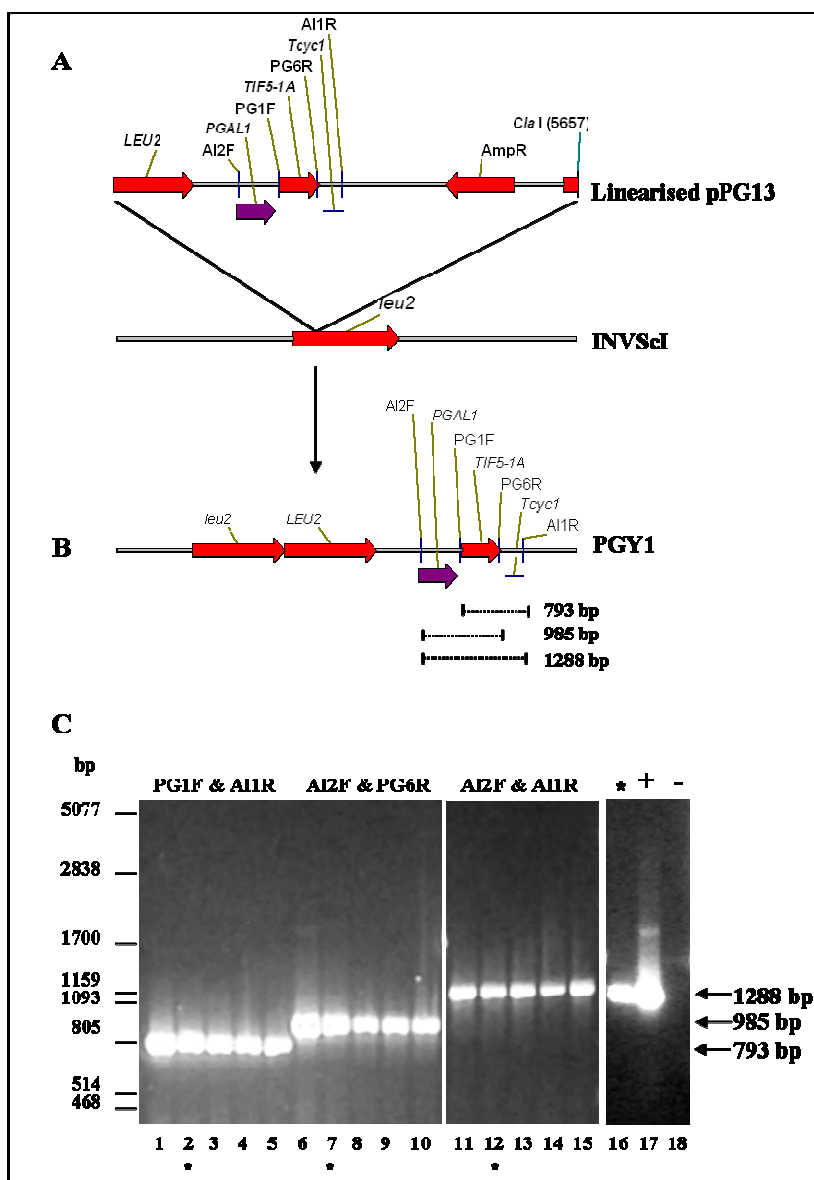 A
AI1R
Tcyc1
PG6R
TIF5-1A
PG1F
PGAL1
LEU2
AI2F
Cla I (5657)
AmpR
Linearised pPG13
leu2
INVScI
AI2F
PGAL1
PG1F
TIF5-1A
PG6R
Tcyc1
AI1R
leu2
LEU2
B
PGY1
793 bp
985 bp
1288 bp
C
bp
PG1F & AI1R
AI2F & PG6R
AI2F & AI1R
* + -
5077
2838
1700
1159
1093
805
514
468
1288 bp
985 bp
793 bp
1 2 3 4 5 6 7 8 9 10 11 12 13 14 15 16 17 18
* * *